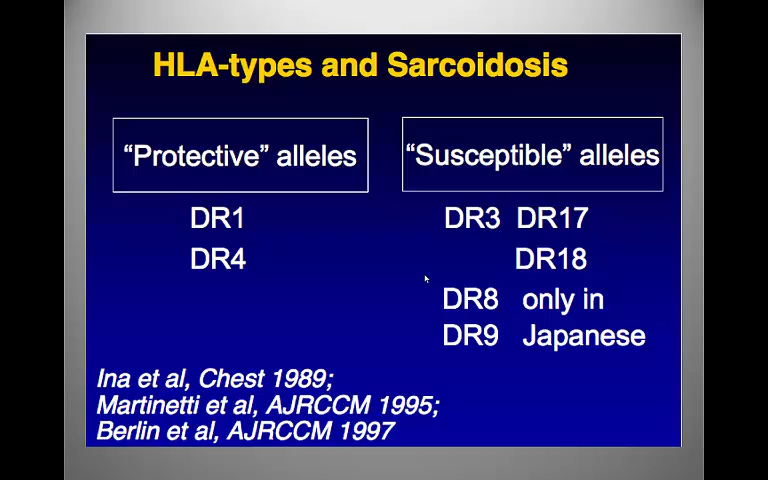 HLA-types and Sarcoidosis
“Protective” alleles
DR1
DR4
“Susceptible” alleles
DR3 DR17
DR18
DR8 only in
DR9 Japanese
Ina et al, Chest 1989;
Martinetti et al, AJRCCM 1995;
Berlin et al, AJRCCM 1997